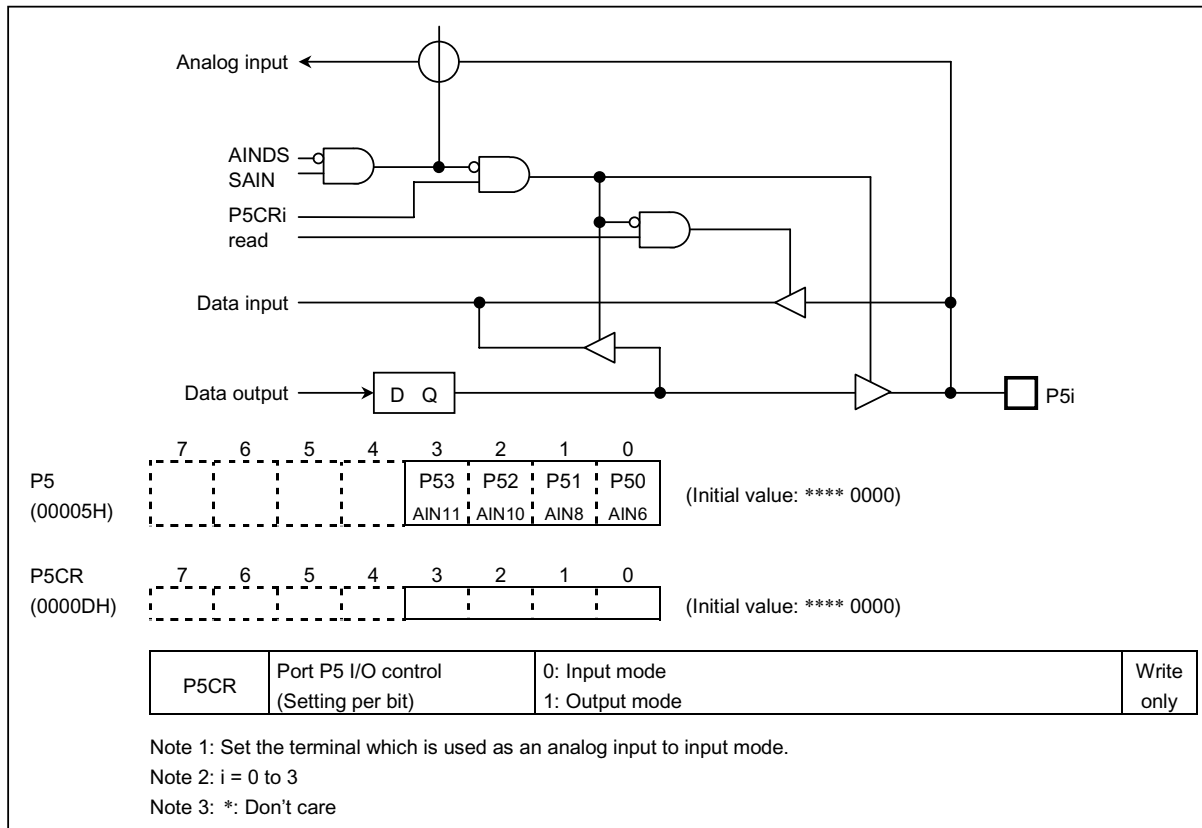 Analog input
AINDS
SAIN
P5CRi
read
Data input
Data output
D Q
P5i
7 6 5 4 3 2 1 0
P5 P53 P52 P51 P50 (Initial value: **** 0000)
(00005H) AIN11 AIN10 AIN8 AIN6
P5CR 7 6 5 4 3 2 1 0
(0000DH) (Initial value: **** 0000)
P5CR Port P5 I/O control 0: Input mode Write
(Setting per bit) 1: Output mode only
Note 1: Set the terminal which is used as an analog input to input mode.
Note 2: i = 0 to 3
Note 3: *: Don't care